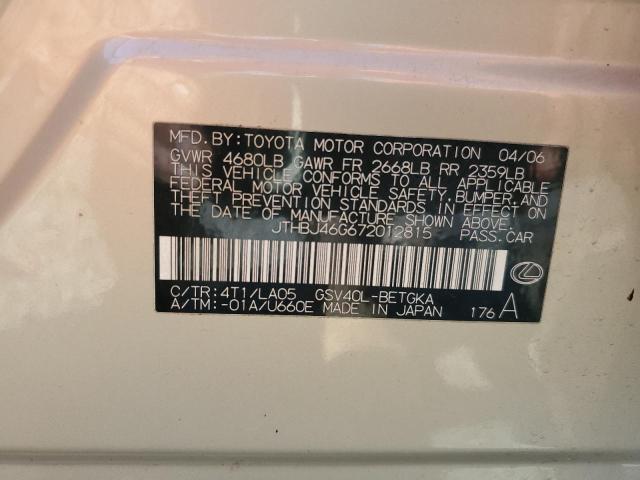 MFD. BY: TOYOTA MOTOR CORPORATION 04/06
GVWR 4680LB GAWR FR 2668LB RR 2359LB
THIS VEHICLE CONFORMS TO ALL APPLICABLE
FEDERAL MOTOR VEHICLE SAFETY, BUMPER, AND
THEFT PREVENTION STANDARDS IN EFFECT ON
THE DATE OF MANUFACTURE SHOWN ABOVE.
JTHBJ46G672012815 PASS. CAR
C/TR: 4T1/LA05 GSV40L-BETGKA
A/TM: -01A/U660E MADE IN JAPAN 176 A